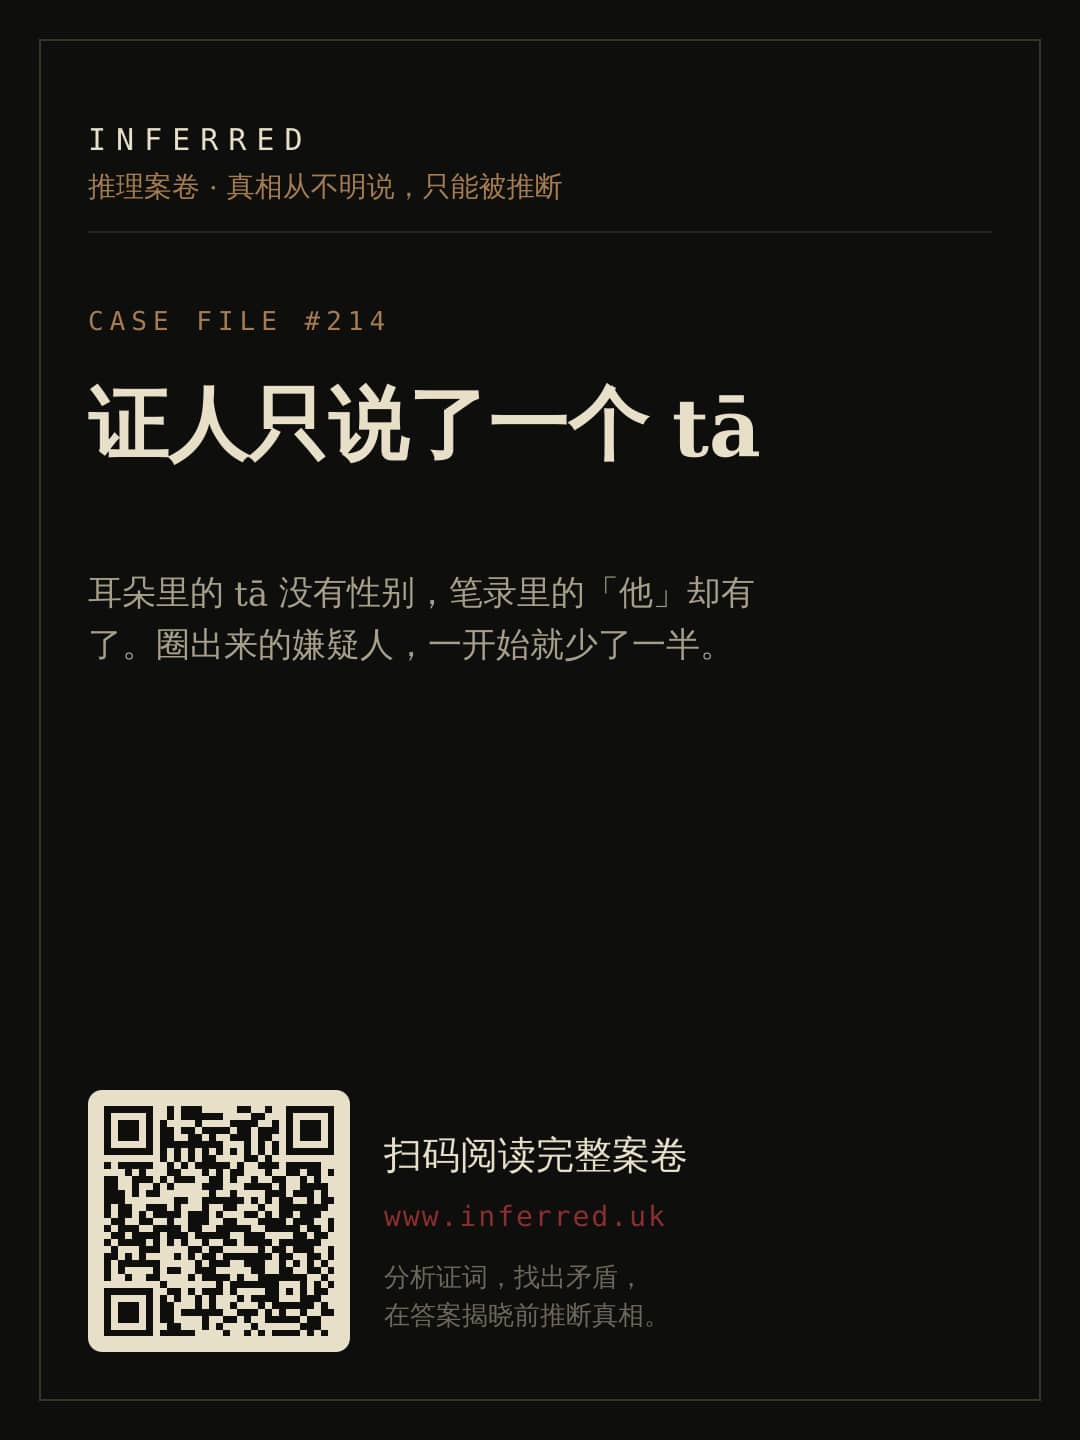 INFERRED
推理案卷 · 真相从不明说，只能被推断
CASE FILE #214
证人只说了一个 tā
耳朵里的 tā 没有性别，笔录里的「他」却有
了。圈出来的嫌疑人，一开始就少了一半。
扫码阅读完整案卷
www.inferred.uk
分析证词，找出矛盾，
在答案揭晓前推断真相。